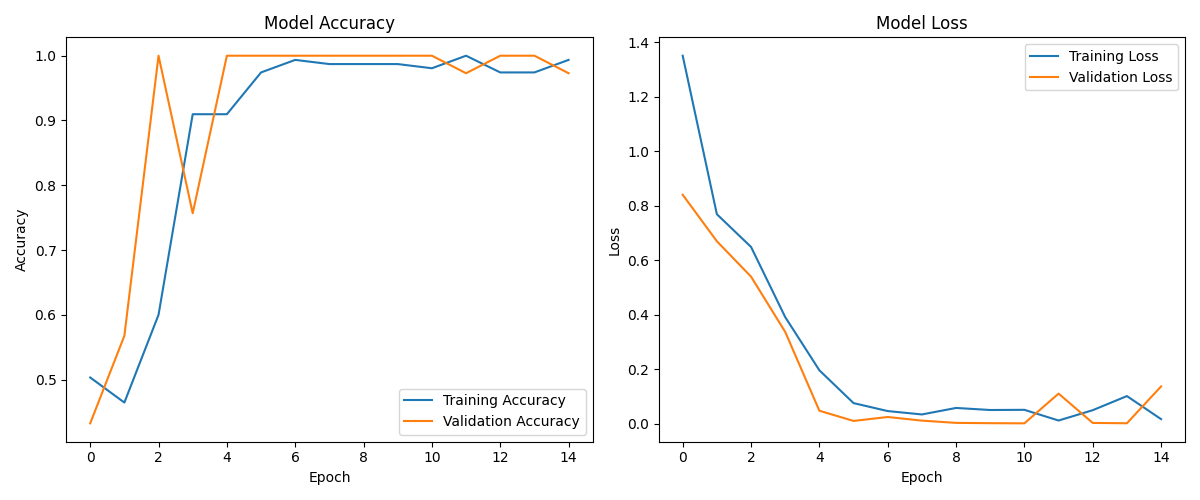 Model Accuracy
1.0
0.9
0.8
0.7
0.6
0.5
Accuracy
0 2 4 6 8 10 12 14
Epoch
Training Accuracy
Validation Accuracy
Model Loss
1.4
1.2
1.0
0.8
0.6
0.4
0.2
0.0
Loss
0 2 4 6 8 10 12 14
Epoch
Training Loss
Validation Loss